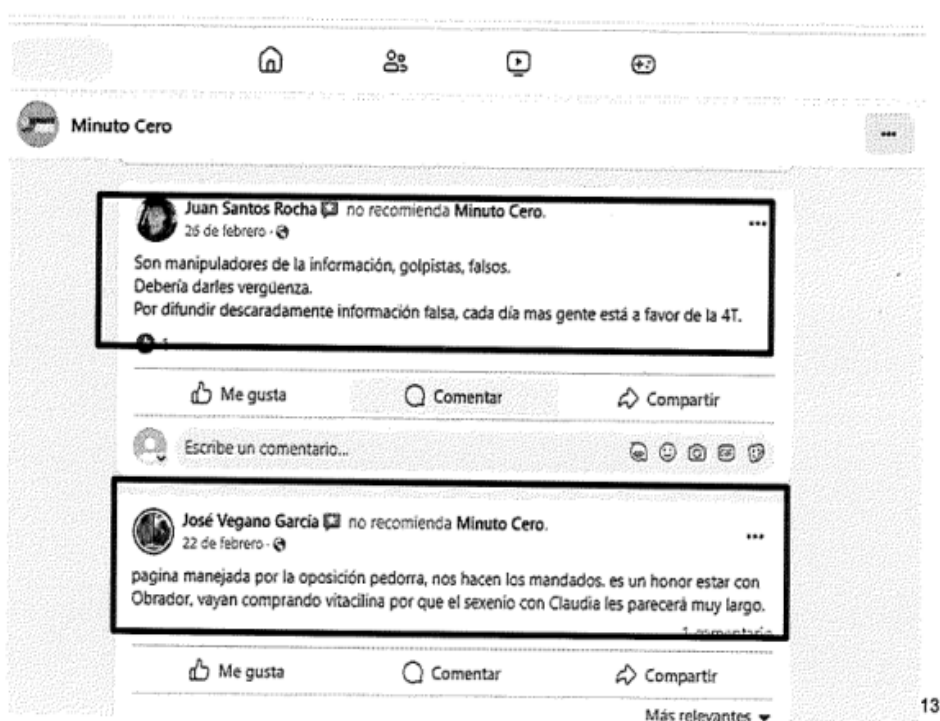 Minuto Cero
Juan Santos Rocha no recomienda Minuto Cero.
26 de febrero ·
Son manipuladores de la información, golpistas, falsos.
Debería darles vergüenza.
Por difundir descaradamente información falsa, cada día mas gente está a favor de la 4T.
1
Me gusta Comentar Compartir
Escribe un comentario...
José Vegano García no recomienda Minuto Cero.
22 de febrero ·
pagina manejada por la oposición pedorra, nos hacen los mandados. es un honor estar con
Obrador, vayan comprando vitacilina por que el sexenio con Claudia les parecerá muy largo.
1 comentario
Me gusta Comentar Compartir
Más relevantes
13